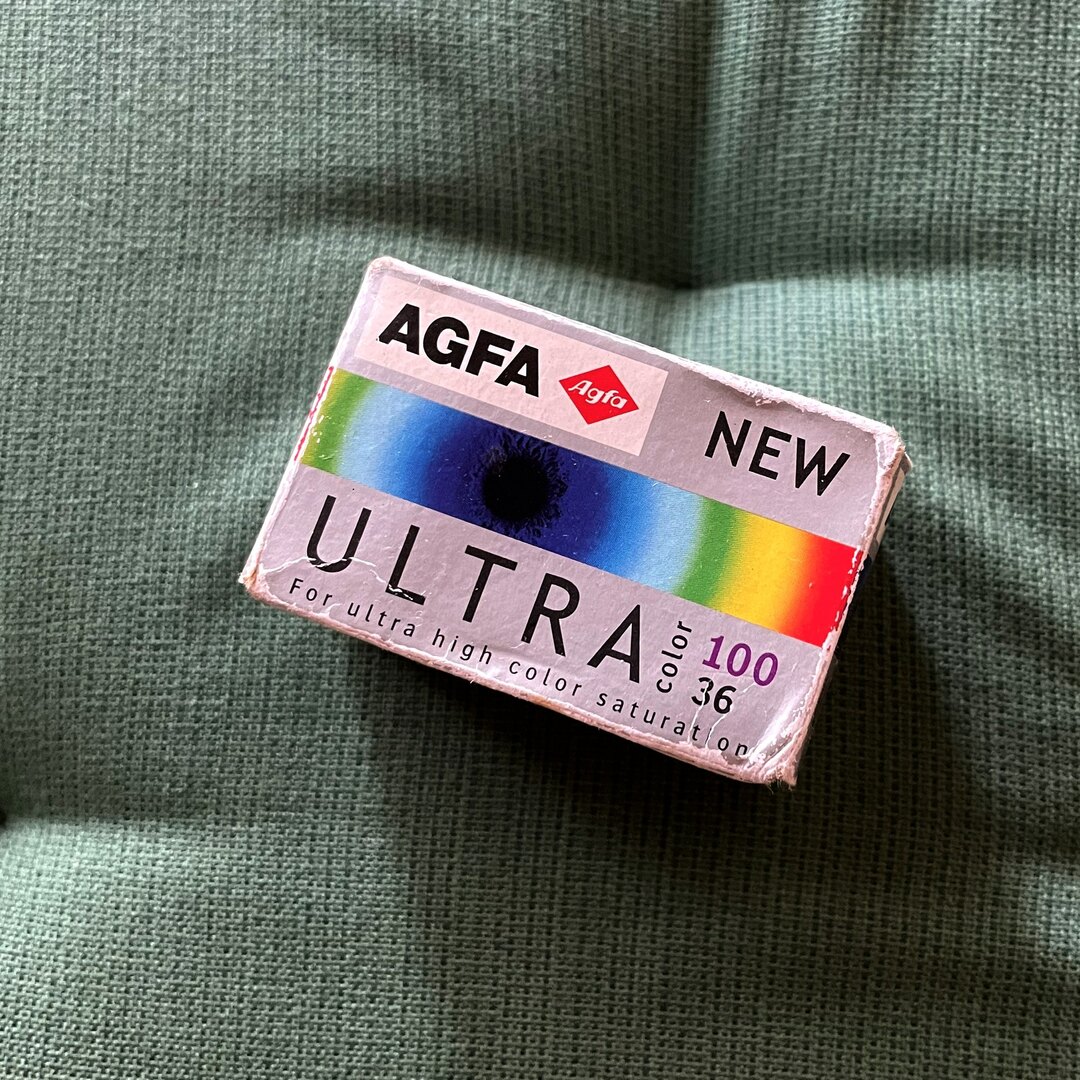 AGFA Agfa
NEW
ULTRA color 100
36
For ultra high color saturation